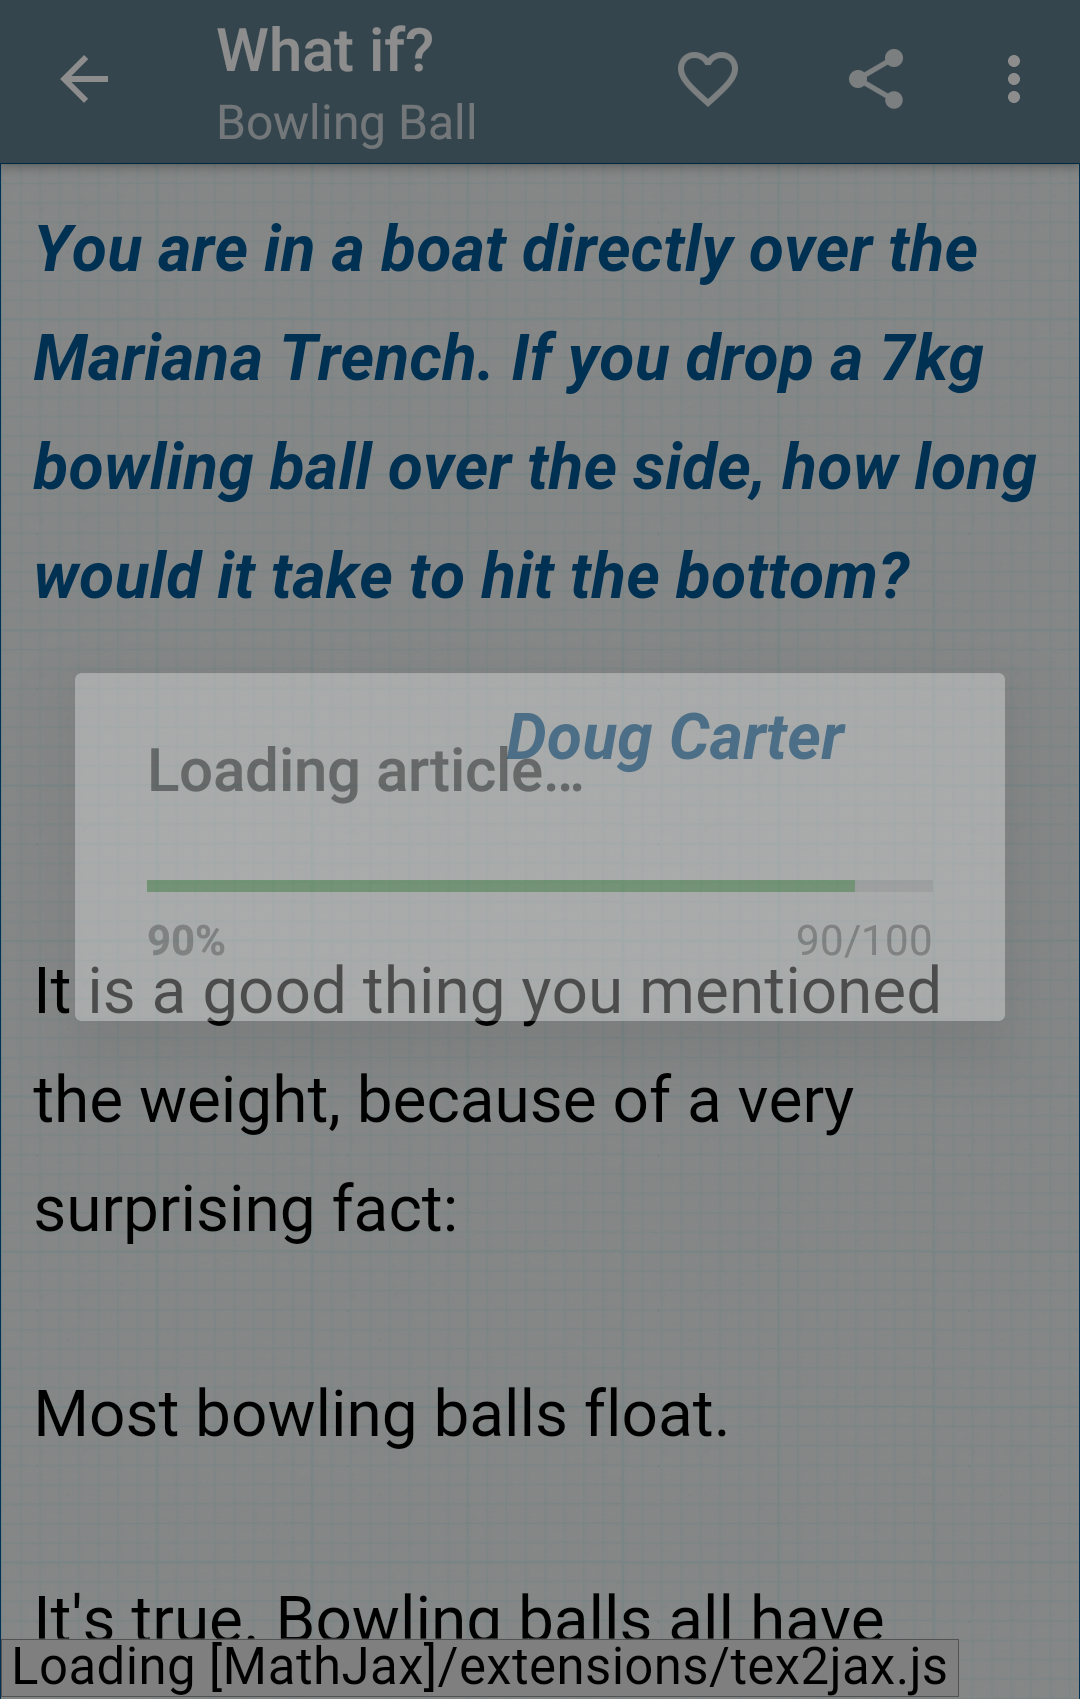 What if?
Bowling Ball
You are in a boat directly over the
Mariana Trench. If you drop a 7kg
bowling ball over the side, how long
would it take to hit the bottom?
Doug Carter
Loading article...
90%
90/100
It is a good thing you mentioned
the weight, because of a very
surprising fact:
Most bowling balls float.
It's true. Bowling balls all have
Loading [MathJax]/extensions/tex2jax.js